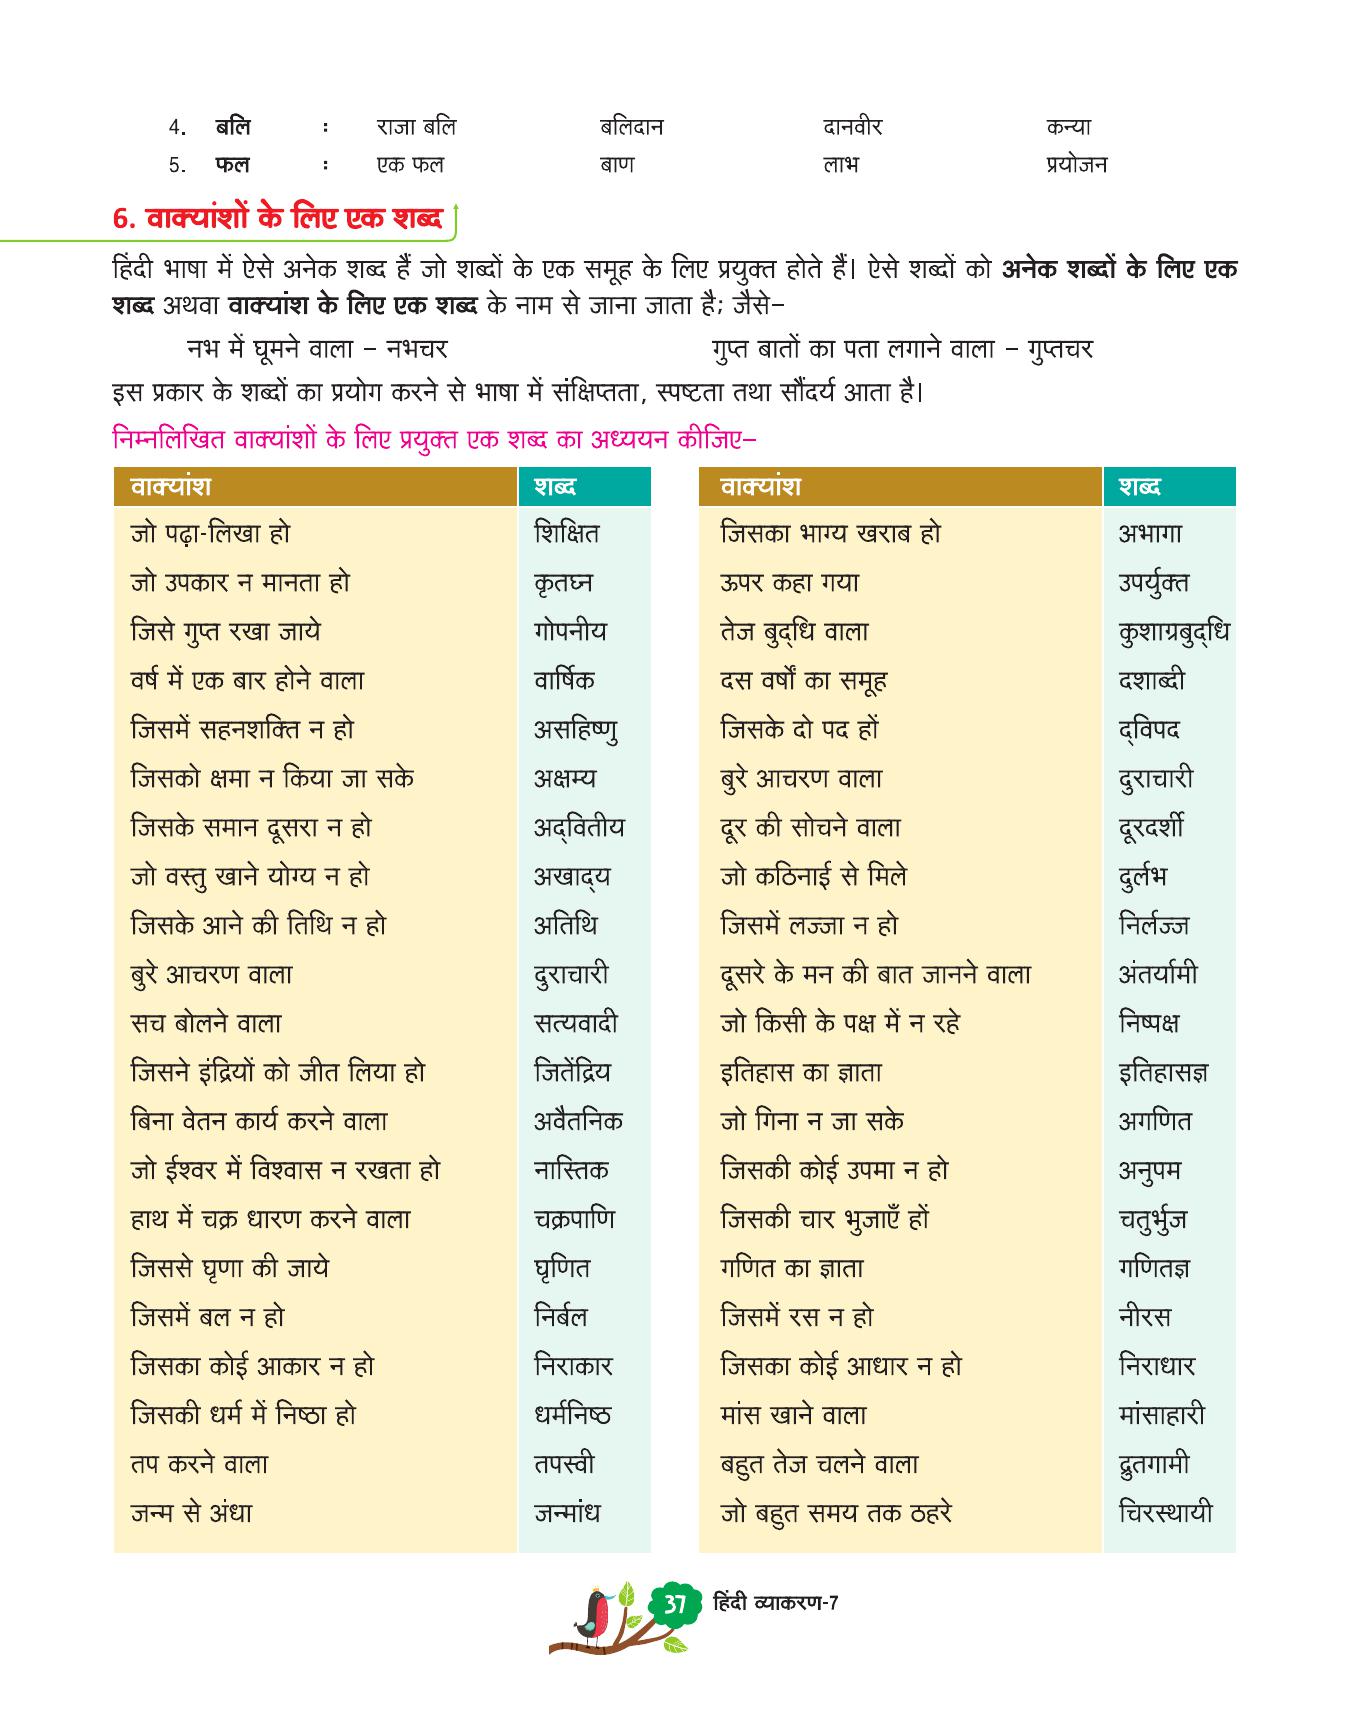 4. बलि : राजा बलि बलिदान दानवीर कन्या
5. फल : एक फल बाण लाभ प्रयोजन
6. वाक्यांशों के लिए एक शब्द
हिंदी भाषा में ऐसे अनेक शब्द हैं जो शब्दों के एक समूह के लिए प्रयुक्त होते हैं। ऐसे शब्दों को अनेक शब्दों के लिए एक
शब्द अथवा वाक्यांश के लिए एक शब्द के नाम से जाना जाता है; जैसे–
नभ में घूमने वाला – नभचर गुप्त बातों का पता लगाने वाला – गुप्तचर
इस प्रकार के शब्दों का प्रयोग करने से भाषा में संक्षिप्तता, स्पष्टता तथा सौंदर्य आता है।
निम्नलिखित वाक्यांशों के लिए प्रयुक्त एक शब्द का अध्ययन कीजिए–
वाक्यांश शब्द वाक्यांश शब्द
जो पढ़ा-लिखा हो शिक्षित जिसका भाग्य खराब हो अभागा
जो उपकार न मानता हो कृतघ्न ऊपर कहा गया उपर्युक्त
जिसे गुप्त रखा जाये गोपनीय तेज बुद्‌धि वाला कुशाग्रबुद्‌धि
वर्ष में एक बार होने वाला वार्षिक दस वर्षों का समूह दशाब्दी
जिसमें सहनशक्ति न हो असहिष्णु जिसके दो पद हों द्‌विपद
जिसको क्षमा न किया जा सके अक्षम्य बुरे आचरण वाला दुराचारी
जिसके समान दूसरा न हो अद्‌वितीय दूर की सोचने वाला दूरदर्शी
जो वस्तु खाने योग्य न हो अखाद्‌य जो कठिनाई से मिले दुर्लभ
जिसके आने की तिथि न हो अतिथि जिसमें लज्जा न हो निर्लज्ज
बुरे आचरण वाला दुराचारी दूसरे के मन की बात जानने वाला अंतर्यामी
सच बोलने वाला सत्यवादी जो किसी के पक्ष में न रहे निष्पक्ष
जिसने इंद्रियों को जीत लिया हो जितेंद्रिय इतिहास का ज्ञाता इतिहासज्ञ
बिना वेतन कार्य करने वाला अवैतनिक जो गिना न जा सके अगणित
जो ईश्वर में विश्वास न रखता हो नास्तिक जिसकी कोई उपमा न हो अनुपम
हाथ में चक्र धारण करने वाला चक्रपाणि जिसकी चार भुजाएँ हों चतुर्भुज
जिससे घृणा की जाये घृणित गणित का ज्ञाता गणितज्ञ
जिसमें बल न हो निर्बल जिसमें रस न हो नीरस
जिसका कोई आकार न हो निराकार जिसका कोई आधार न हो निराधार
जिसकी धर्म में निष्ठा हो धर्मनिष्ठ मांस खाने वाला मांसाहारी
तप करने वाला तपस्वी बहुत तेज चलने वाला द्रुतगामी
जन्म से अंधा जन्मांध जो बहुत समय तक ठहरे चिरस्थायी
37 हिंदी व्याकरण-7